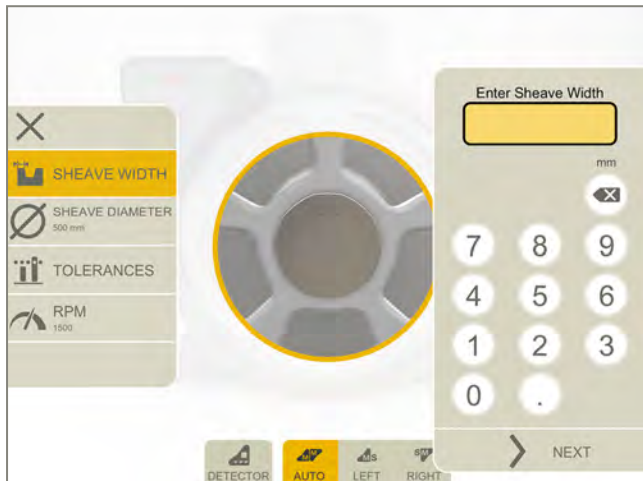 SHEAVE WIDTH
SHEAVE DIAMETER
500 mm
TOLERANCES
RPM
1500
Enter Sheave Width
mm
7 8 9
4 5 6
1 2 3
0 .
NEXT
DETECTOR
M M
AUTO
M S
LEFT
S M
RIGHT